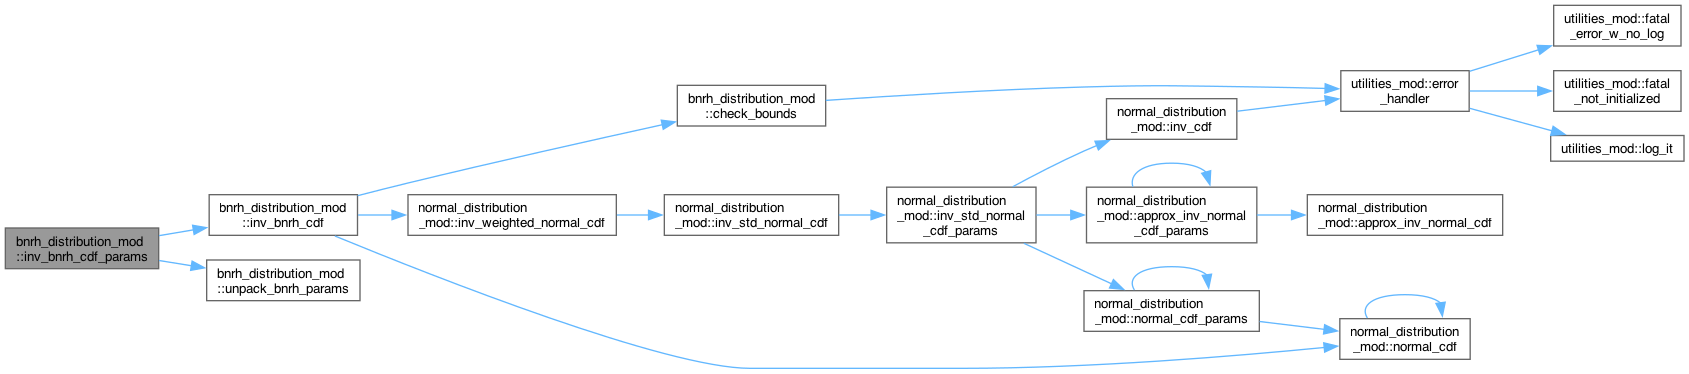 bnrh_distribution_mod
::inv_bnrh_cdf_params
bnrh_distribution_mod
::inv_bnrh_cdf
bnrh_distribution_mod
::unpack_bnrh_params
normal_distribution
_mod::inv_weighted_normal_cdf
bnrh_distribution_mod
::check_bounds
normal_distribution
_mod::inv_std_normal_cdf
normal_distribution
_mod::inv_std_normal
_cdf_params
normal_distribution
_mod::inv_cdf
normal_distribution
_mod::approx_inv_normal
_cdf_params
normal_distribution
_mod::normal_cdf_params
utilities_mod::error
_handler
normal_distribution
_mod::approx_inv_normal_cdf
normal_distribution
_mod::normal_cdf
utilities_mod::fatal
_error_w_no_log
utilities_mod::fatal
_not_initialized
utilities_mod::log_it